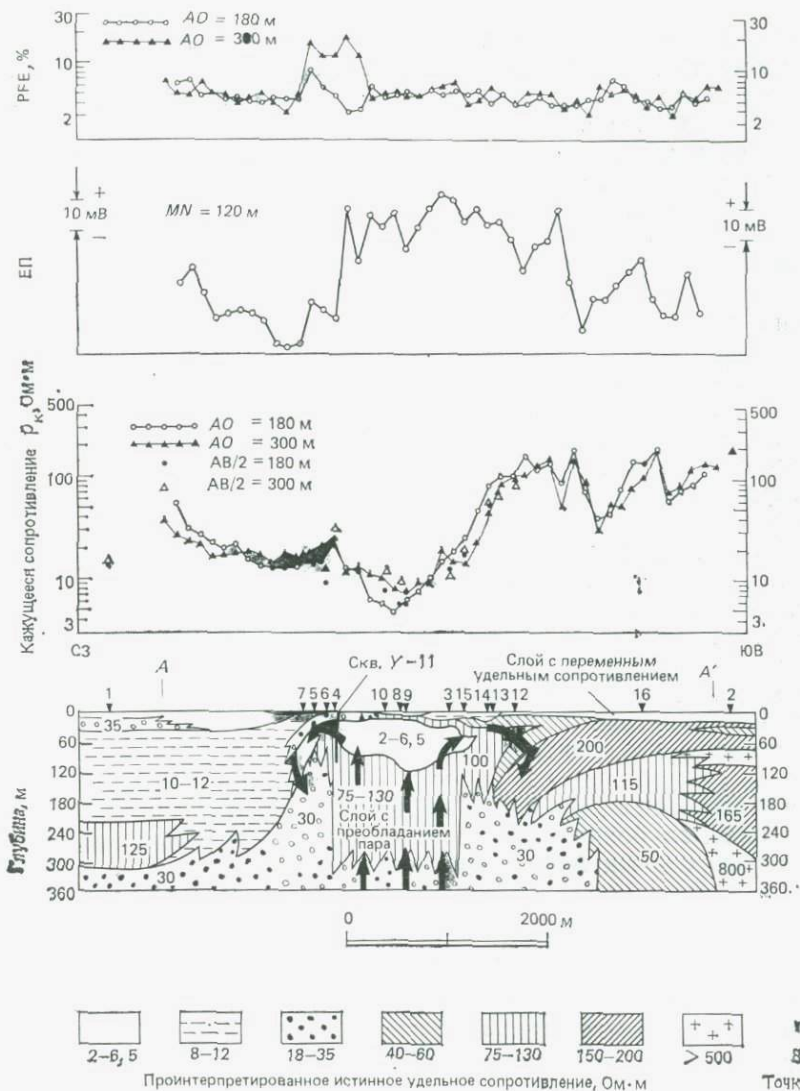 AO = 180 м
AO = 300 м
PFE, %
30
10
2
30
10
2
+
10 мВ
−
MN = 120 м
ЕП
+
10 мВ
−
Кажущееся сопротивление ρк, Ом·м
500
100
10
3
AO = 180 м
AO = 300 м
AB/2 = 180 м
AB/2 = 300 м
500
100
10
3
СЗ
ЮВ
A
Скв. Y-11
Слой с переменным
удельным сопротивлением
A'
1 7 5 6 4 10 8 9 3 15 14 13 12 16 2
Глубина, м
0
60
120
180
240
300
360
0
60
120
180
240
300
360
35
2−6, 5
200
10−12
100
75−130
115
30
Слой с
преобладанием
пара
165
125
30
50
30
800
0 2000 м
2−6, 5 8−12 18−35 40−60 75−130 150−200 > 500
Проинтерпретированое истинное удельное сопротивление, Ом·м
Точк